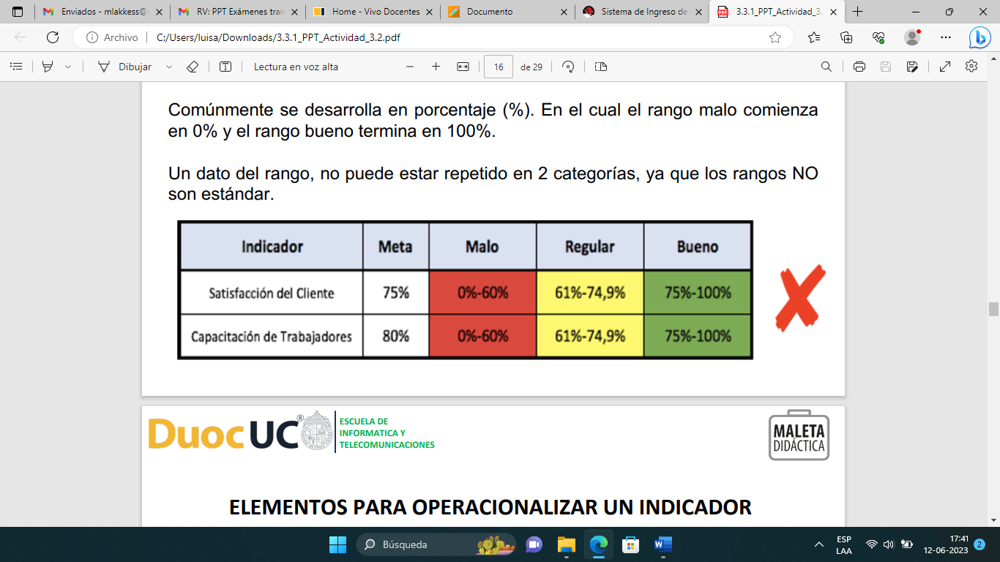 Enviados - mlakkess@
RV: PPT Exámenes tran
Home - Vivo Docentes
Documento
Sistema de Ingreso de
3.3.1_PPT_Actividad_3.
Archivo
C:/Users/luisa/Downloads/3.3.1_PPT_Actividad_3.2.pdf
Dibujar
Lectura en voz alta
16
de 29
Comúnmente se desarrolla en porcentaje (%). En el cual el rango malo comienza
en 0% y el rango bueno termina en 100%.
Un dato del rango, no puede estar repetido en 2 categorías, ya que los rangos NO
son estándar.
Indicador Meta Malo Regular Bueno
Satisfacción del Cliente 75% 0%-60% 61%-74,9% 75%-100%
Capacitación de Trabajadores 80% 0%-60% 61%-74,9% 75%-100%
Duoc UC®
ESCUELA DE
INFORMATICA Y
TELECOMUNICACIONES
MALETA
DIDÁCTICA
ELEMENTOS PARA OPERACIONALIZAR UN INDICADOR
Búsqueda
ESP
LAA
17:41
12-06-2023
2